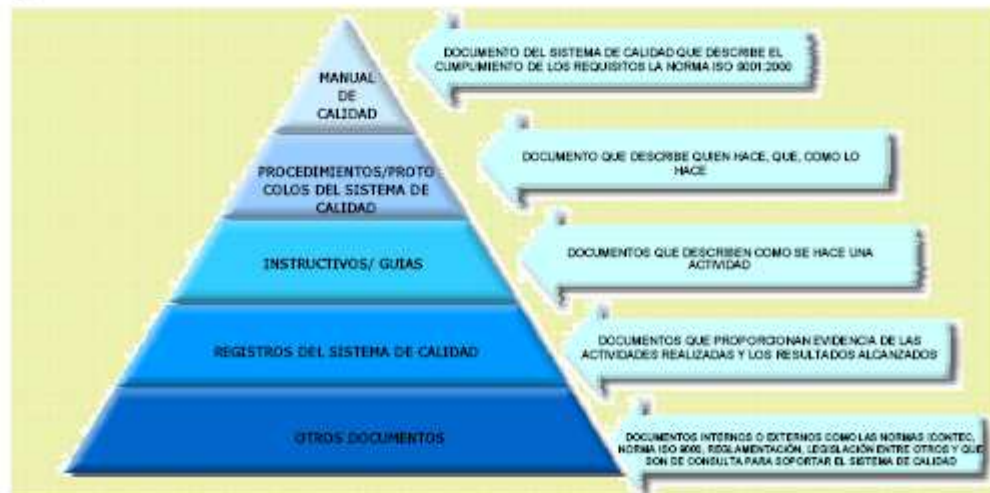 MANUAL
DE
CALIDAD
DOCUMENTO DEL SISTEMA DE CALIDAD QUE DESCRIBE EL
CUMPLIMIENTO DE LOS REQUISITOS LA NORMA ISO 9001:2000
PROCEDIMIENTOS/PROTO
COLOS DEL SISTEMA DE
CALIDAD
DOCUMENTO QUE DESCRIBE QUIEN HACE, QUE, COMO LO
HACE
INSTRUCTIVOS/ GUIAS
DOCUMENTOS QUE DESCRIBEN COMO SE HACE UNA
ACTIVIDAD
REGISTROS DEL SISTEMA DE CALIDAD
DOCUMENTOS QUE PROPORCIONAN EVIDENCIA DE LAS
ACTIVIDADES REALIZADAS Y LOS RESULTADOS ALCANZADOS
OTROS DOCUMENTOS
DOCUMENTOS INTERNOS O EXTERNOS COMO LAS NORMAS ICONTEC,
NORMA ISO 9000, REGLAMENTACIÓN, LEGISLACIÓN ENTRE OTROS Y QUE
SON DE CONSULTA PARA SOPORTAR EL SISTEMA DE CALIDAD